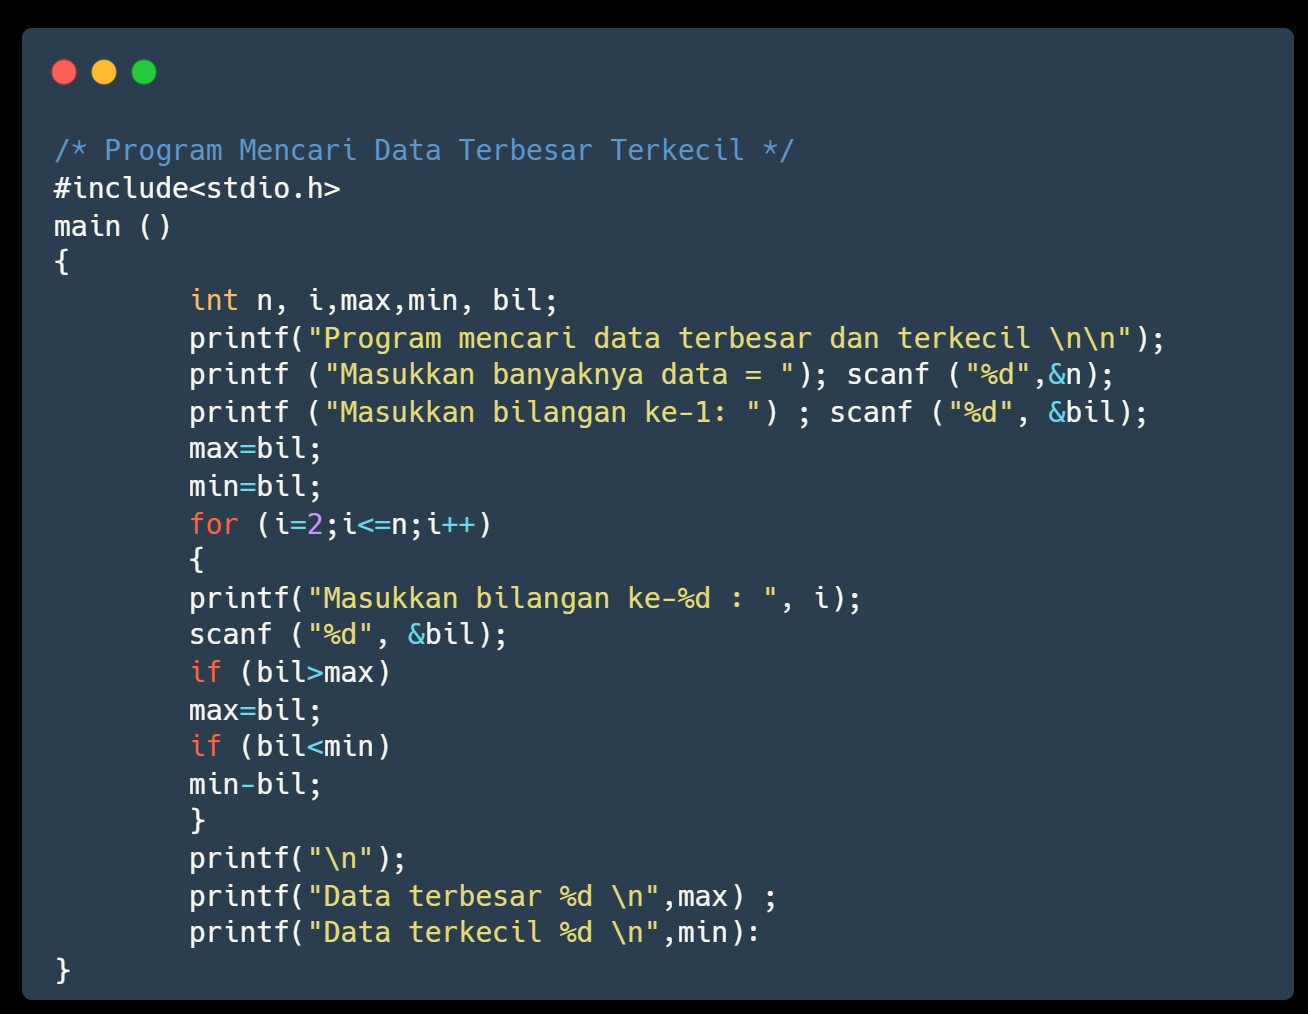 /* Program Mencari Data Terbesar Terkecil */
#include<stdio.h>
main ()
{
        int n, i,max,min, bil;
        printf("Program mencari data terbesar dan terkecil \n\n");
        printf ("Masukkan banyaknya data = "); scanf ("%d",&n);
        printf ("Masukkan bilangan ke-1: ") ; scanf ("%d", &bil);
        max=bil;
        min=bil;
        for (i=2;i<=n;i++)
        {
        printf("Masukkan bilangan ke-%d : ", i);
        scanf ("%d", &bil);
        if (bil>max)
        max=bil;
        if (bil<min)
        min-bil;
        }
        printf("\n");
        printf("Data terbesar %d \n",max) ;
        printf("Data terkecil %d \n",min):
}